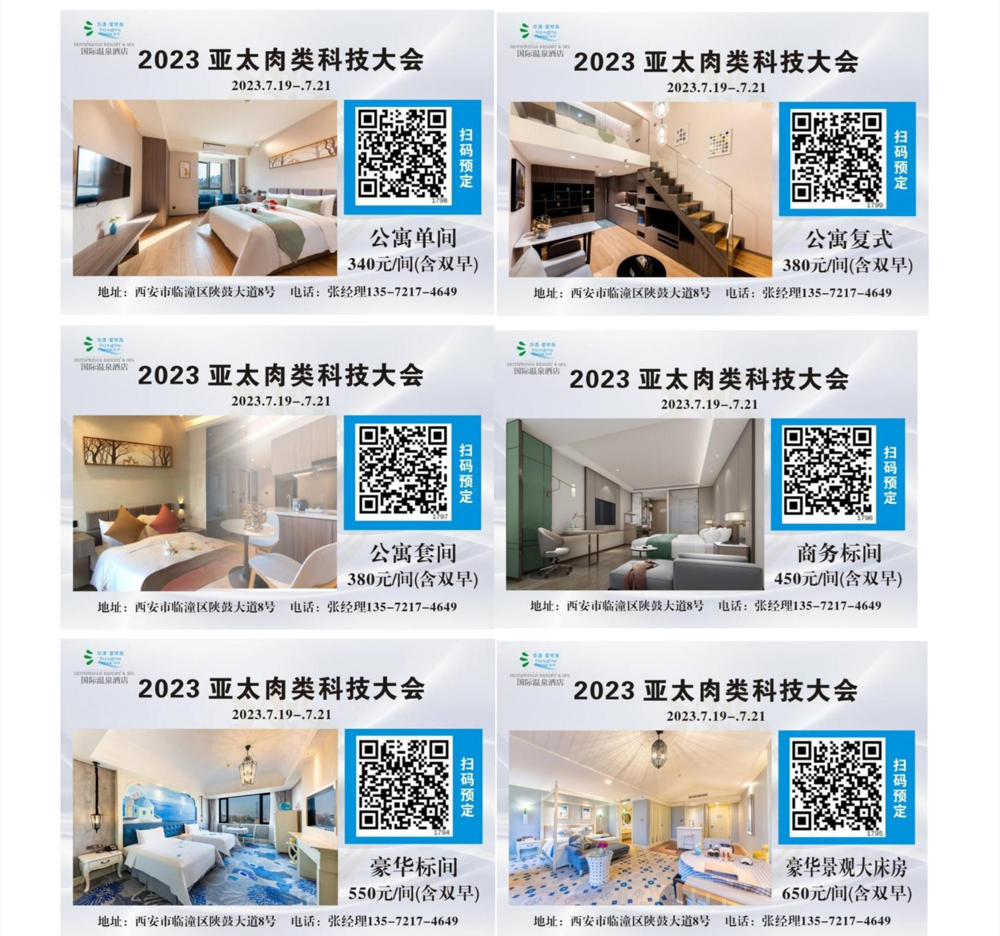 华清·爱琴海
HUAQING
AEGEAN
INTERNATIONAL
HOTSPRINGS RESORT & SPA
国际温泉酒店
2023 亚太肉类科技大会
2023.7.19-.7.21
扫码预定
1798
公寓单间
340元/间(含双早)
地址：西安市临潼区陕鼓大道8号 电话：张经理135-7217-4649
华清·爱琴海
HUAQING
AEGEAN
INTERNATIONAL
HOTSPRINGS RESORT & SPA
国际温泉酒店
2023 亚太肉类科技大会
2023.7.19-.7.21
扫码预定
1799
公寓复式
380元/间(含双早)
地址：西安市临潼区陕鼓大道8号 电话：张经理135-7217-4649
华清·爱琴海
HUAQING
AEGEAN
INTERNATIONAL
HOTSPRINGS RESORT & SPA
国际温泉酒店
2023 亚太肉类科技大会
2023.7.19-.7.21
扫码预定
1797
公寓套间
380元/间(含双早)
地址：西安市临潼区陕鼓大道8号 电话：张经理135-7217-4649
华清·爱琴海
HUAQING
AEGEAN
INTERNATIONAL
HOTSPRINGS RESORT & SPA
国际温泉酒店
2023 亚太肉类科技大会
2023.7.19-.7.21
扫码预定
1796
商务标间
450元/间(含双早)
地址：西安市临潼区陕鼓大道8号 电话：张经理135-7217-4649
华清·爱琴海
HUAQING
AEGEAN
INTERNATIONAL
HOTSPRINGS RESORT & SPA
国际温泉酒店
2023 亚太肉类科技大会
2023.7.19-.7.21
扫码预定
1794
豪华标间
550元/间(含双早)
地址：西安市临潼区陕鼓大道8号 电话：张经理135-7217-4649
华清·爱琴海
HUAQING
AEGEAN
INTERNATIONAL
HOTSPRINGS RESORT & SPA
国际温泉酒店
2023 亚太肉类科技大会
2023.7.19-.7.21
扫码预定
1795
豪华景观大床房
650元/间(含双早)
地址：西安市临潼区陕鼓大道8号 电话：张经理135-7217-4649